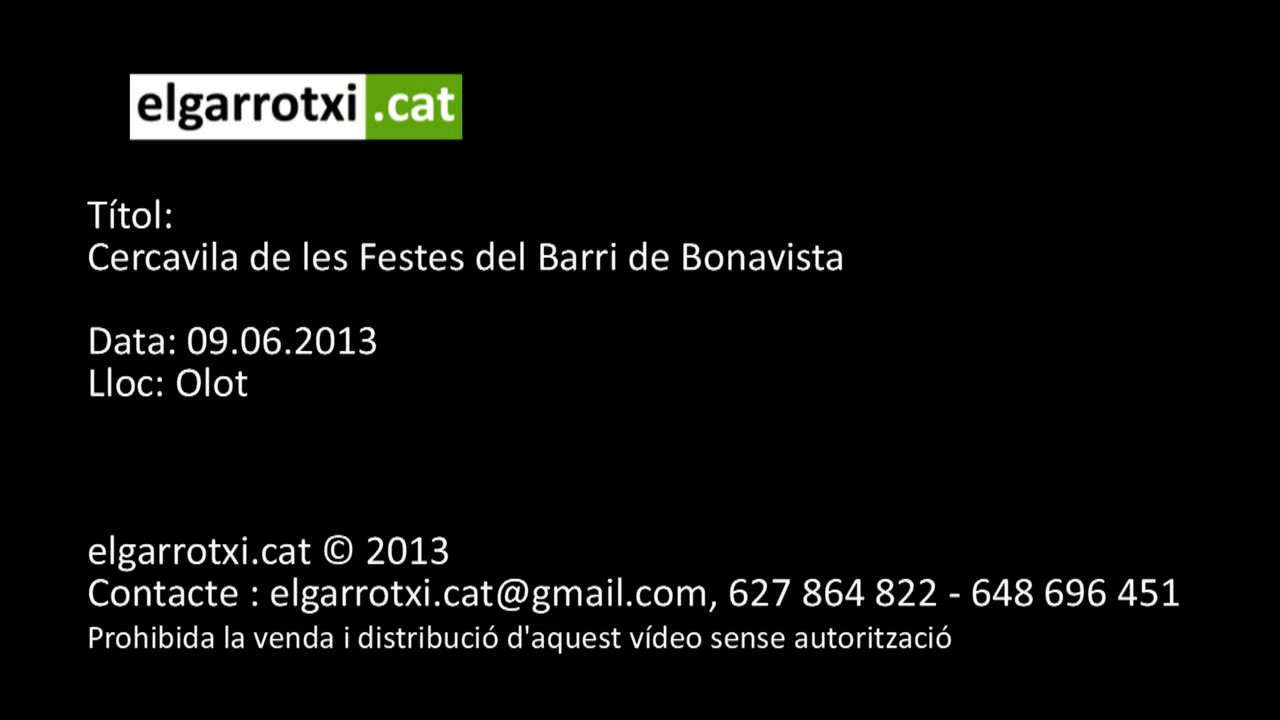 elgarrotxi .cat
Títol:
Cercavila de les Festes del Barri de Bonavista
Data: 09.06.2013
Lloc: Olot
elgarrotxi.cat © 2013
Contacte : elgarrotxi.cat@gmail.com, 627 864 822 - 648 696 451
Prohibida la venda i distribució d'aquest vídeo sense autorització